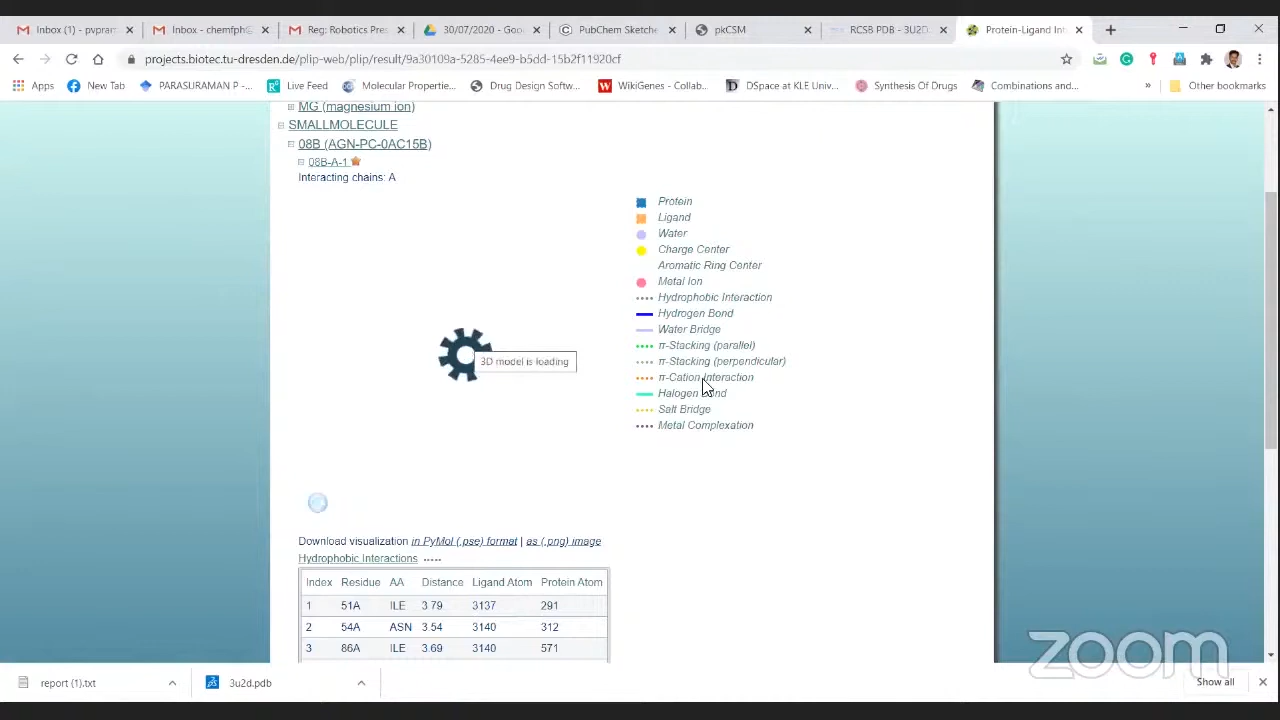 Inbox (1) - pvpram
Inbox - chemfph@
Reg: Robotics Pres
30/07/2020 - Goo
PubChem Sketche
pkCSM
RCSB PDB - 3U2D
Protein-Ligand Int
projects.biotec.tu-dresden.de/plip-web/plip/result/
Apps
New Tab
PARASURAMAN P -...
Live Feed
Molecular Propertie...
Drug Design Softw...
WikiGenes - Collab...
DSpace at KLE Univ...
Synthesis Of Drugs
Combinations and...
»
Other bookmarks
MG (magnesium ion)
SMALLMOLECULE
08B (AGN-PC-0AC15B)
08B-A-1
Interacting chains: A
Protein
Ligand
Water
Charge Center
Aromatic Ring Center
Metal Ion
Hydrophobic Interaction
Hydrogen Bond
Water Bridge
π-Stacking (parallel)
π-Stacking (perpendicular)
π-Cation Interaction
Halogen Bond
Salt Bridge
Metal Complexation
3D model is loading
Download visualization in PyMol (.pse) format | as (.png) image
Hydrophobic Interactions
Index Residue AA Distance Ligand Atom Protein Atom
1 51A ILE 3.79 3137 291
2 54A ASN 3.54 3140 312
3 86A ILE 3.69 3140 571
zoom
report (1).txt
3u2d.pdb
Show all